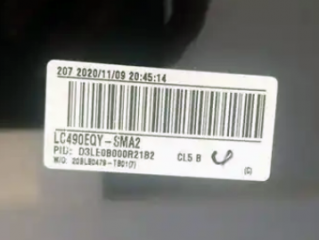 207 2020/11/09 20:45:14
LC490EQY-SMA2
PID: D3LE0B000R21B2 CL5 B
(G)